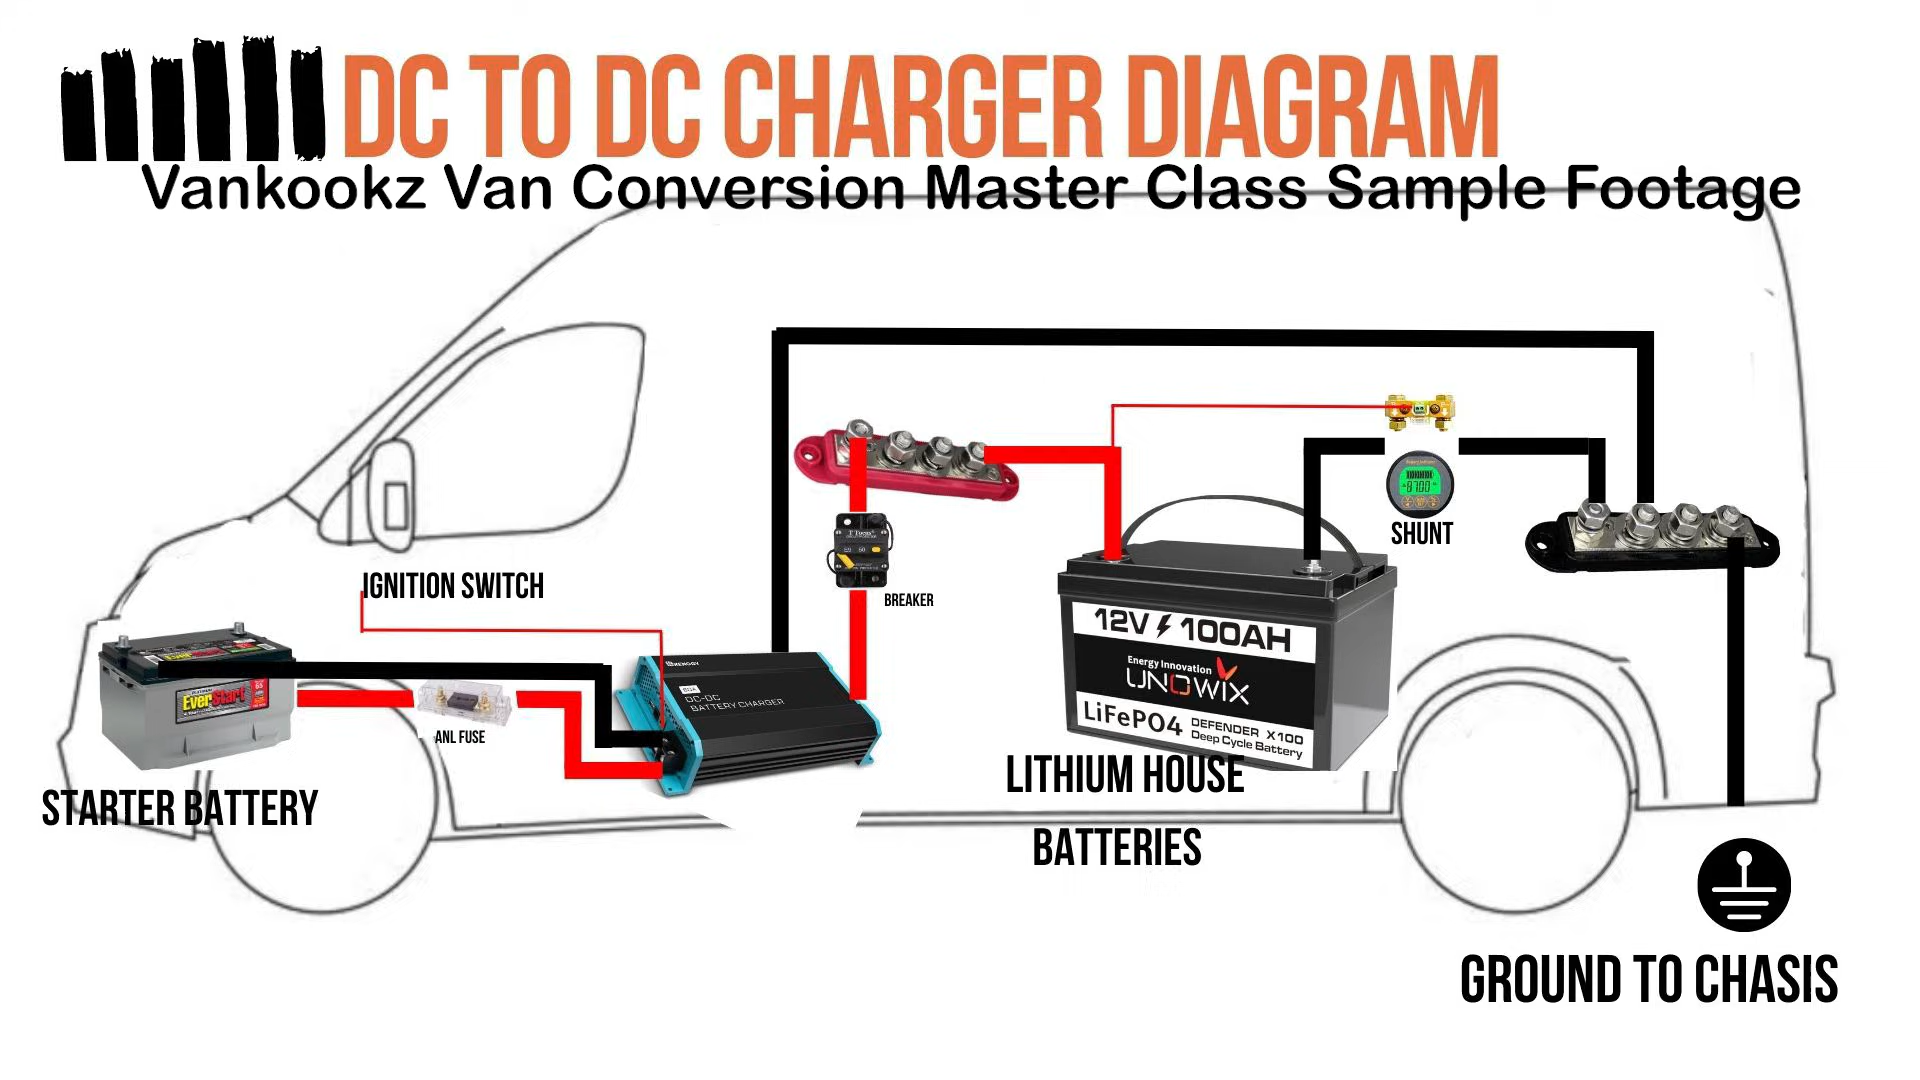 DC TO DC CHARGER DIAGRAM
Vankookz Van Conversion Master Class Sample Footage
SHUNT
IGNITION SWITCH
BREAKER
EverStart
RENOGY
DC-DC
BATTERY CHARGER
ANL FUSE
12V 100AH
Energy Innovation
UNOWIX
LiFePO4
DEFENDER X100
Deep Cycle Battery
STARTER BATTERY
LITHIUM HOUSE
BATTERIES
GROUND TO CHASIS